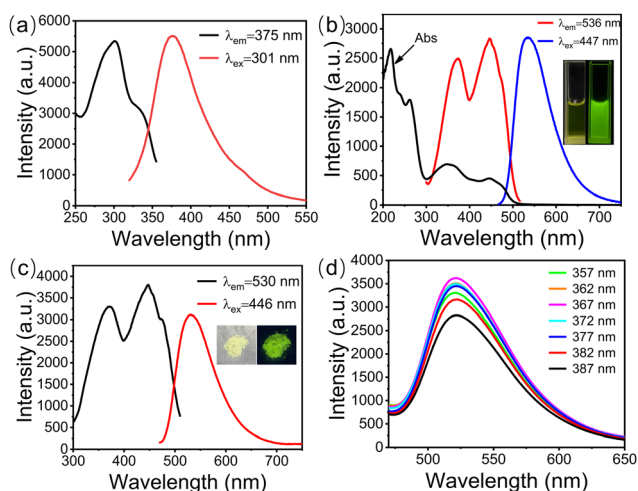 (a)
λem=375 nm
λex=301 nm
Intensity (a.u.)
6000
5000
4000
3000
2000
1000
0
250 300 350 400 450 500 550
Wavelength (nm)
(b)
Abs
λem=536 nm
λex=447 nm
Intensity (a.u.)
3000
2500
2000
1500
1000
500
0
200 300 400 500 600 700
Wavelength (nm)
(c)
λem=530 nm
λex=446 nm
Intensity (a.u.)
4000
3500
3000
2500
2000
1500
1000
500
0
300 400 500 600 700
Wavelength (nm)
(d)
357 nm
362 nm
367 nm
372 nm
377 nm
382 nm
387 nm
Intensity (a.u.)
4000
3500
3000
2500
2000
1500
1000
500
0
500 550 600 650
Wavelength (nm)